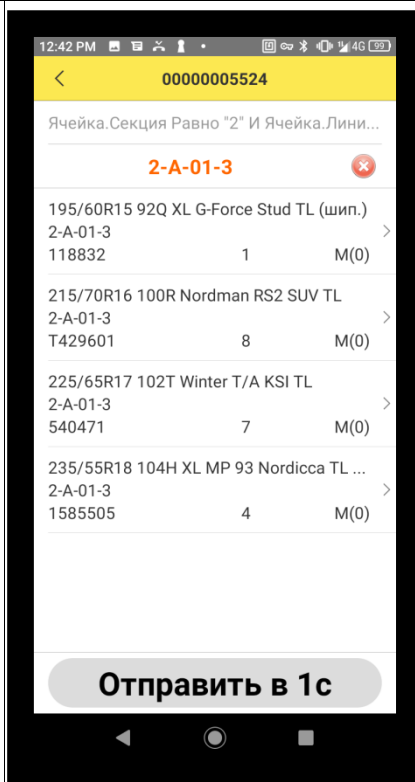 12:42 PM 4G 99
00000005524
Ячейка.Секция Равно "2" И Ячейка.Лини...
2-A-01-3
195/60R15 92Q XL G-Force Stud TL (шип.)
2-A-01-3
118832 1 М(0)
215/70R16 100R Nordman RS2 SUV TL
2-A-01-3
T429601 8 М(0)
225/65R17 102T Winter T/A KSI TL
2-A-01-3
540471 7 М(0)
235/55R18 104H XL MP 93 Nordicca TL ...
2-A-01-3
1585505 4 М(0)
Отправить в 1с